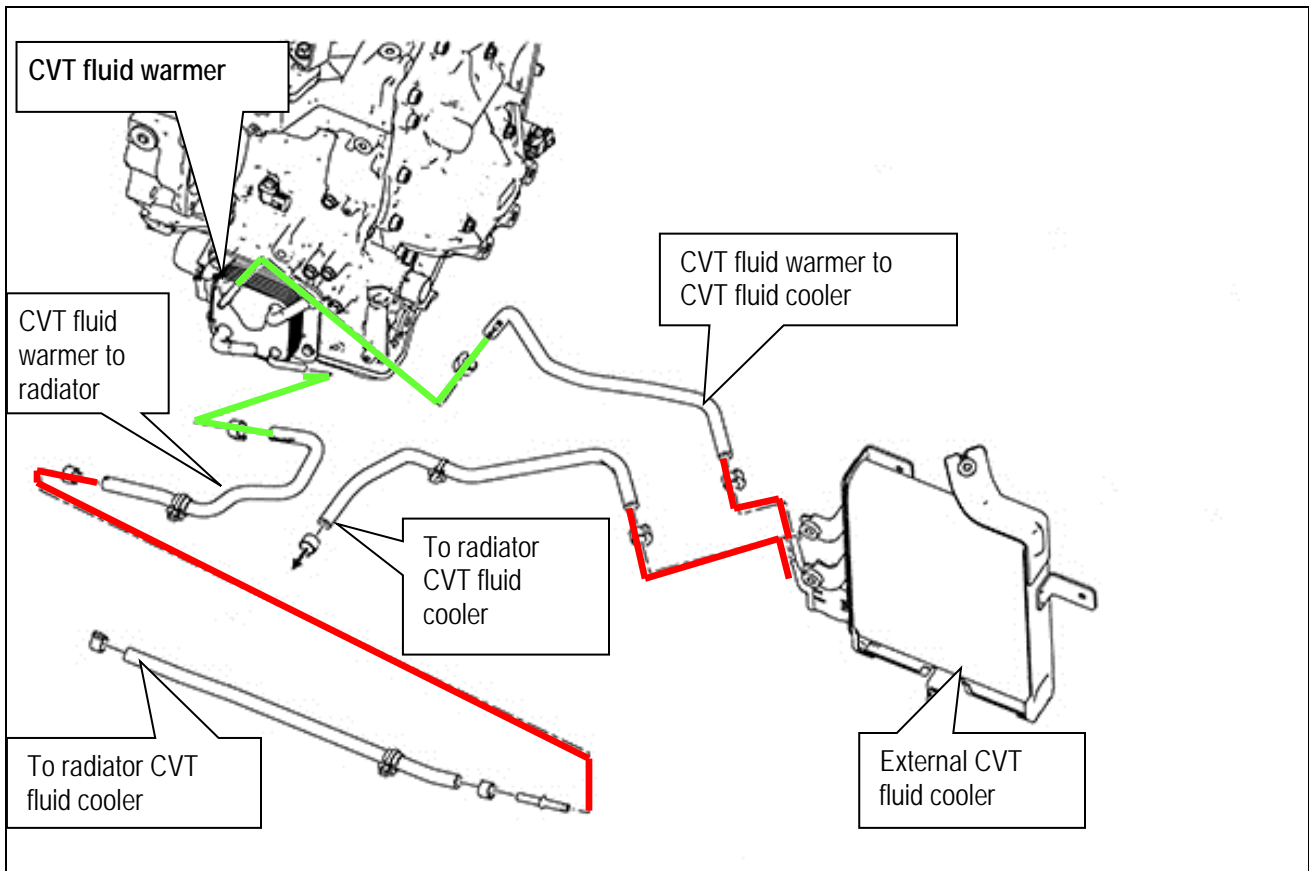 CVT fluid warmer
CVT fluid warmer to
CVT fluid cooler
CVT fluid
warmer to
radiator
To radiator
CVT fluid
cooler
To radiator CVT
fluid cooler
External CVT
fluid cooler